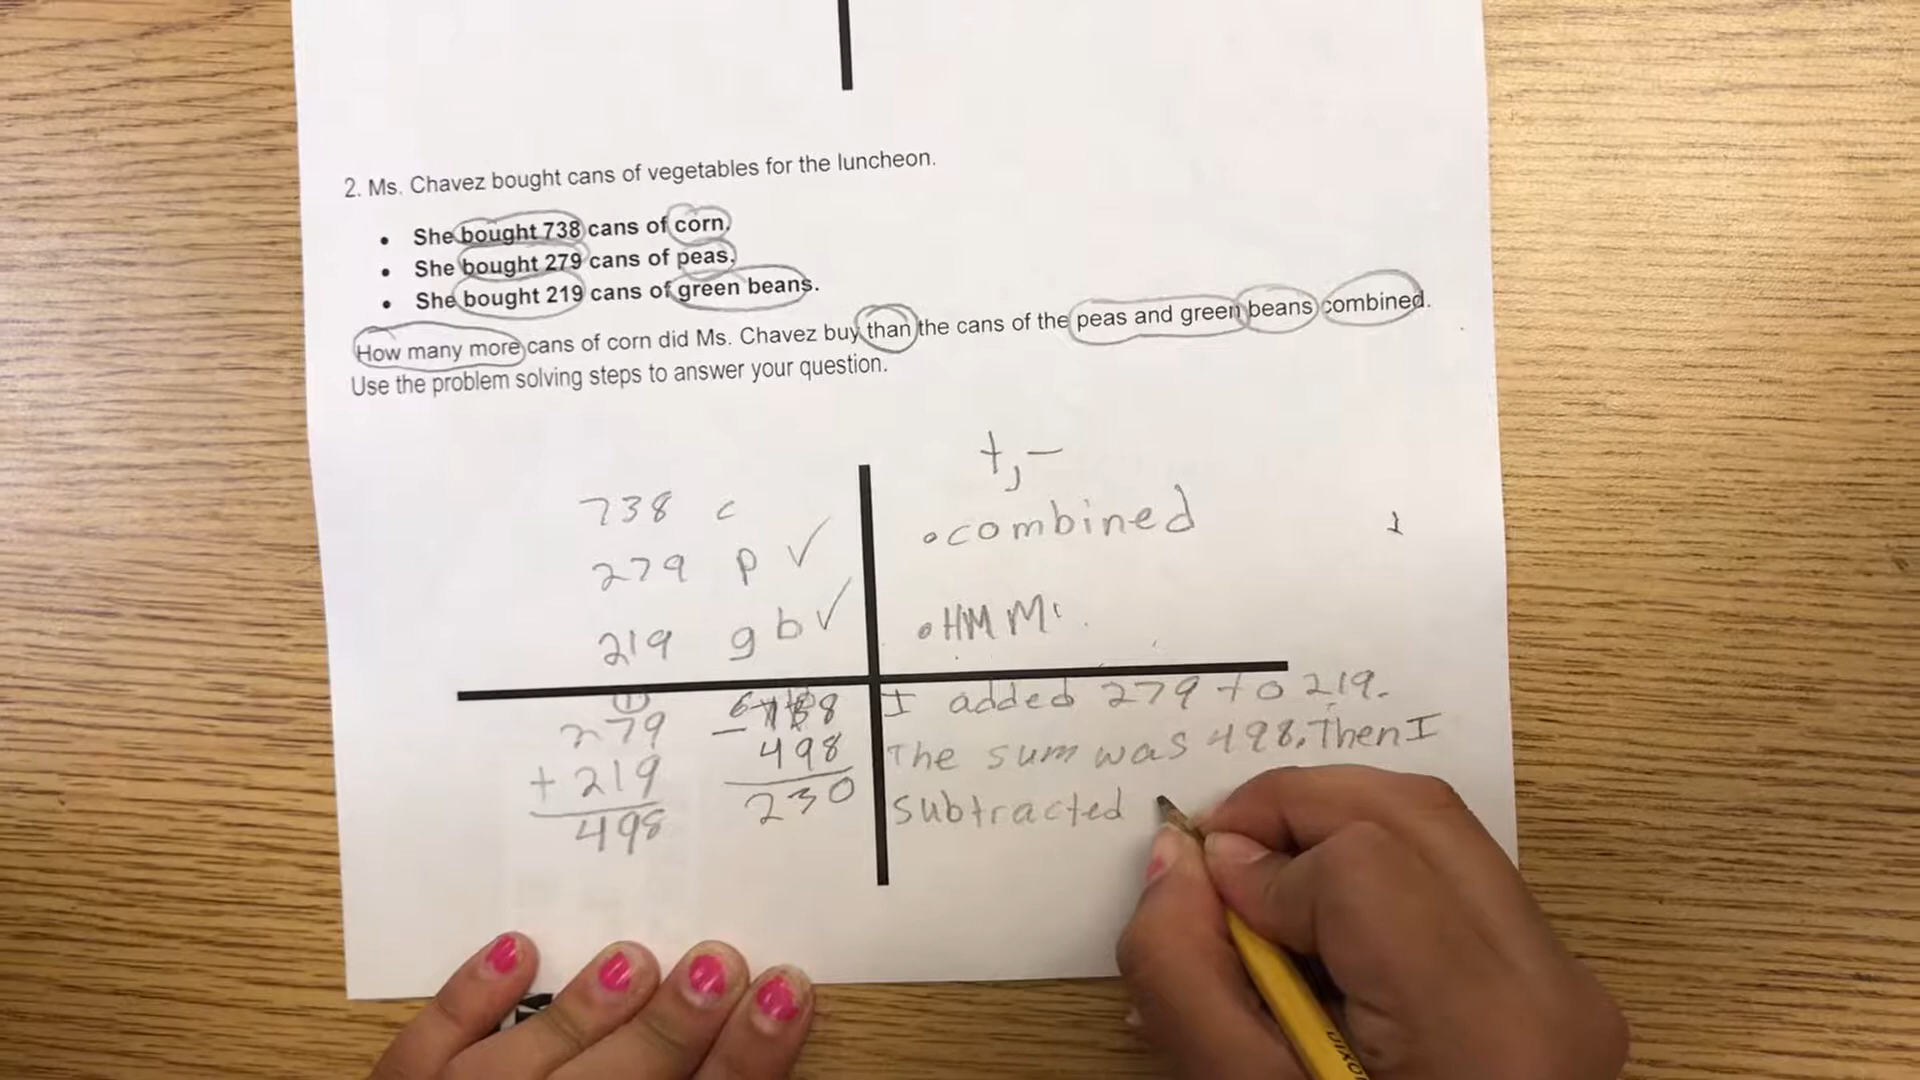 2. Ms. Chavez bought cans of vegetables for the luncheon.
• She bought 738 cans of corn.
• She bought 279 cans of peas.
• She bought 219 cans of green beans.
How many more cans of corn did Ms. Chavez buy than the cans of the peas and green beans combined.
Use the problem solving steps to answer your question.
738 c
279 p ✓
219 g b ✓
+, -
• combined
• HMM
1
279
+ 219
498
738
- 498
230
I added 279 to 219.
The sum was 498. Then I
subtracted